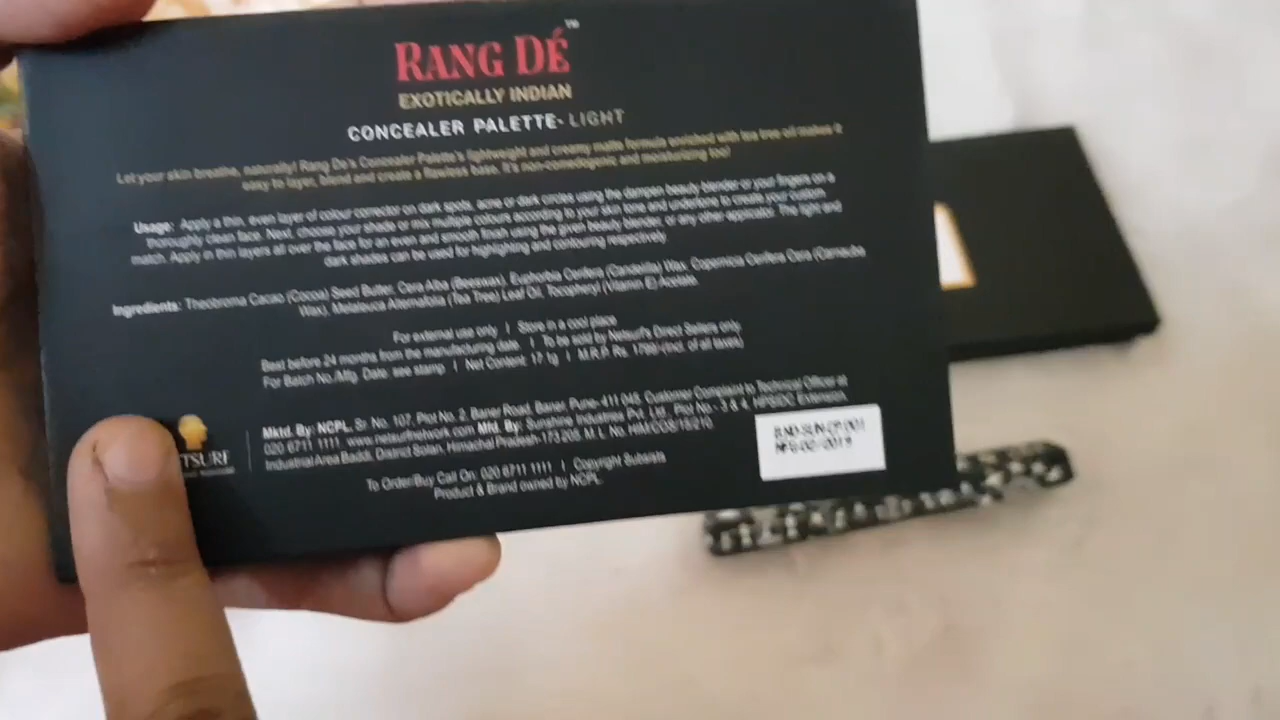 RANG DÉ™
EXOTICALLY INDIAN
CONCEALER PALETTE- LIGHT
Let your skin breathe, naturally! Rang De's Concealer Palette's lightweight and creamy matte formula enriched with tea tree oil makes it
easy to layer, blend and create a flawless base. It's non-comedogenic and moisturising too!
Usage: Apply a thin, even layer of colour corrector on dark spots, acne or dark circles using the dampen beauty blender or your fingers on a
thoroughly clean face. Next, choose your shade or mix multiple colours according to your skin tone and undertone to create your custom
match. Apply in thin layers all over the face for an even and smooth finish using the given beauty blender, or any other applicator. The light and
dark shades can be used for highlighting and contouring respectively.
Ingredients: Theobroma Cacao (Cocoa) Seed Butter, Cera Alba (Beeswax), Euphorbia Cerifera (Candelilla) Wax, Copernicia Cerifera Cera (Carnauba
Wax), Melaleuca Alternafolia (Tea Tree) Leaf Oil, Tocopheryl (Vitamin E) Acetate.
For external use only | Store in a cool place
Best before 24 months from the manufacturing date. | To be sold by Netsurf's Direct Sellers only
For Batch No./Mfg. Date: see stamp | Net Content: 17.1g | M.R.P. Rs. (incl. of all taxes)
TSURF
Mktd. By: NCPL, Sr. No. 107, Plot No. 2, Baner Road, Baner, Pune-411 045. Customer Complaint to Technical Officer at
020 6711 1111, www.netsurfnetwork.com Mfd. By: Sunshine Industries Pvt. Ltd., Plot No.- 3 & 4, HPSIDC, Extension,
Industrial Area Baddi, District Solan, Himachal Pradesh-173 205. M. L. No.
To Order/Buy Call On: 020 6711 1111 | Copyright Subsists
Product & Brand owned by NCPL.